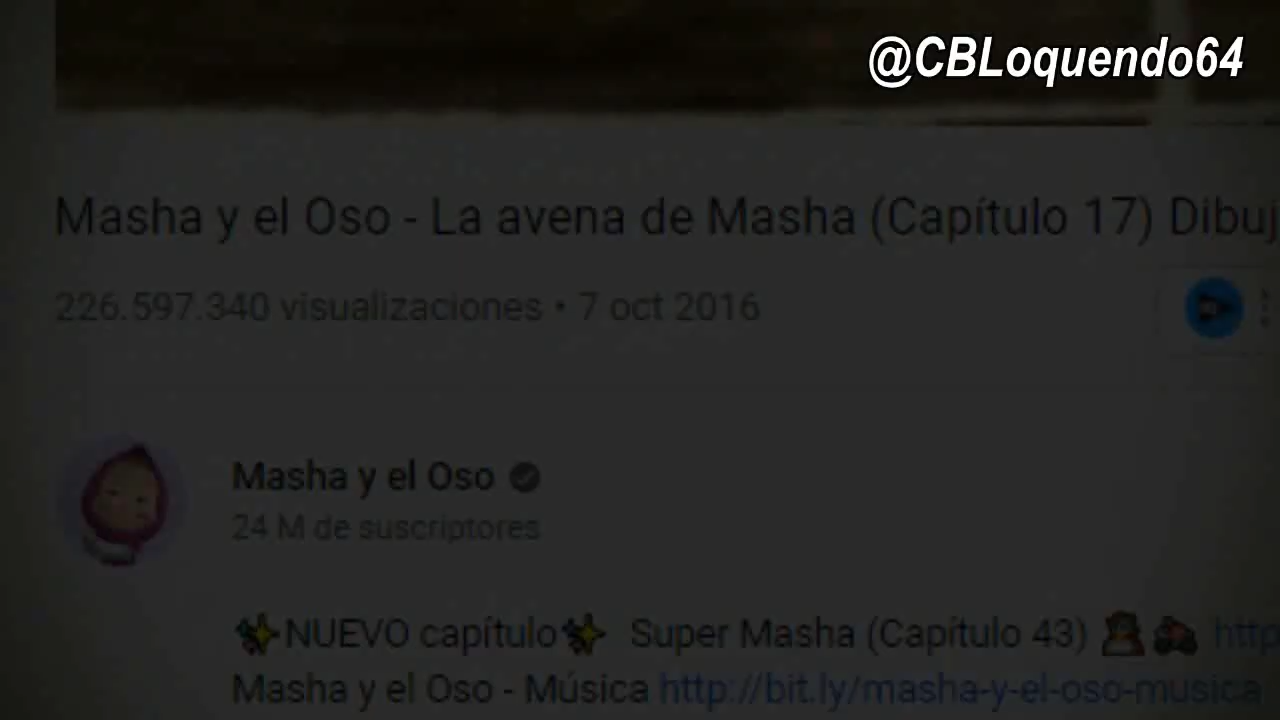 @CBLoquendo64
Masha y el Oso - La avena de Masha (Capítulo 17) Dibuj
226.597.340 visualizaciones • 7 oct 2016
Masha y el Oso
24 M de suscriptores
✨NUEVO capítulo✨ Super Masha (Capítulo 43) http
Masha y el Oso - Música http://bit.ly/masha-y-el-oso-musica